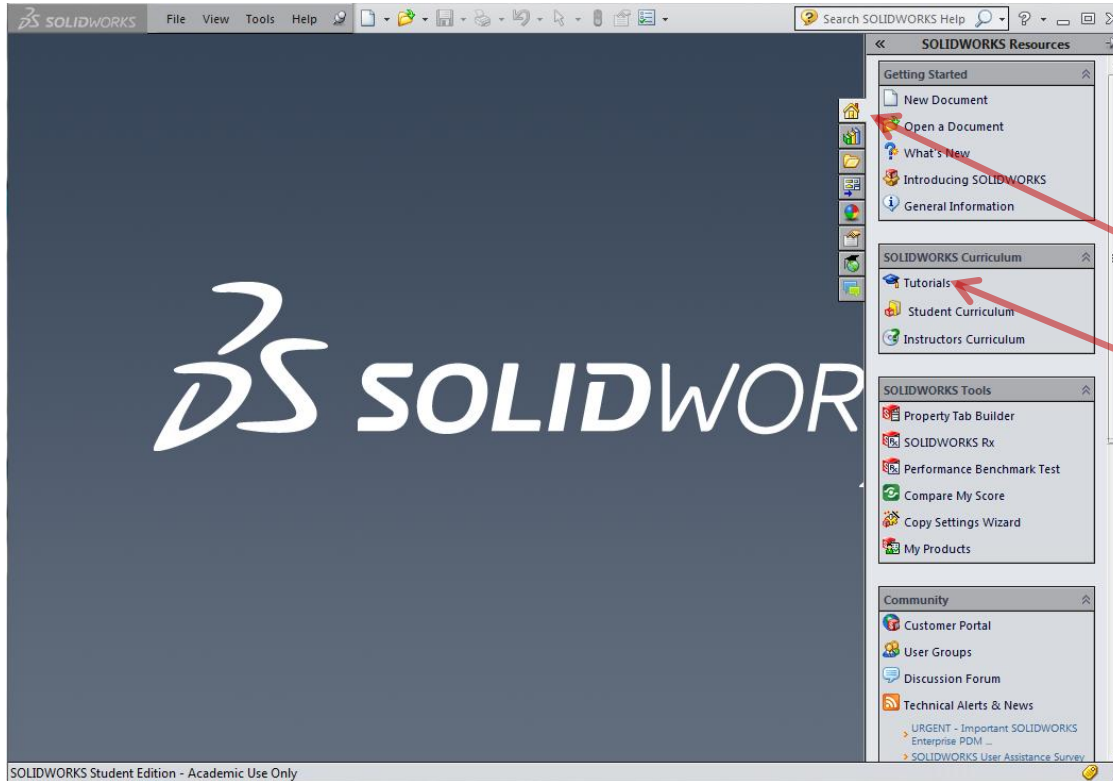 SOLIDWORKS File View Tools Help Search SOLIDWORKS Help
SOLIDWORKS Resources
Getting Started
New Document
Open a Document
What's New
Introducing SOLIDWORKS
General Information
SOLIDWORKS Curriculum
Tutorials
Student Curriculum
Instructors Curriculum
SOLIDWORKS Tools
Property Tab Builder
SOLIDWORKS Rx
Performance Benchmark Test
Compare My Score
Copy Settings Wizard
My Products
Community
Customer Portal
User Groups
Discussion Forum
Technical Alerts & News
URGENT - Important SOLIDWORKS
Enterprise PDM ...
SOLIDWORKS User Assistance Survey
SOLIDWOR
SOLIDWORKS Student Edition - Academic Use Only